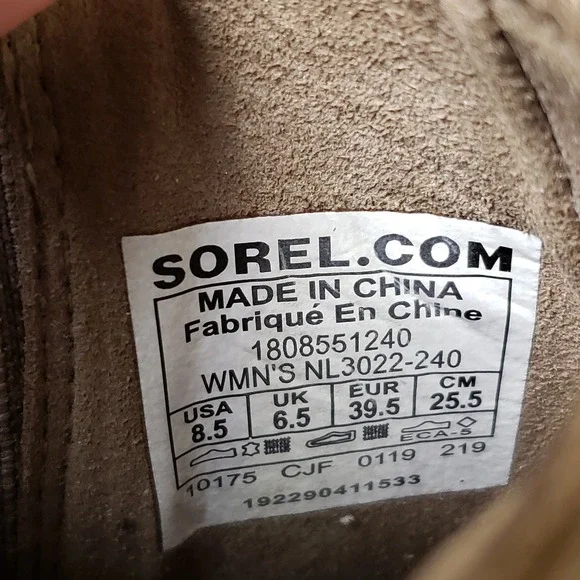 SOREL.COM
MADE IN CHINA
Fabriqué En Chine
1808551240
WMN'S NL3022-240
USA UK EUR CM
8.5 6.5 39.5 25.5
ECA-5
10175 CJF 0119 219
192290411533